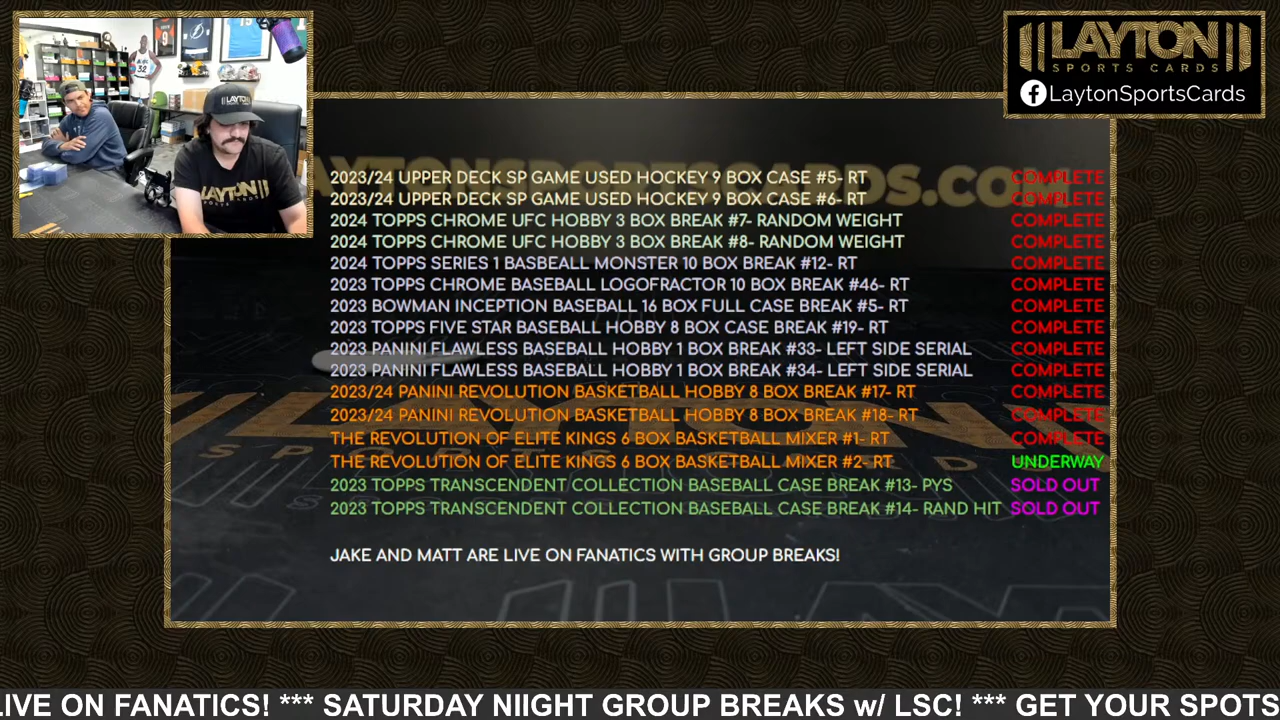 LAYTON
SPORTS CARDS
LaytonSportsCards
LAYTONSPORTSCARDS.COM
2023/24 UPPER DECK SP GAME USED HOCKEY 9 BOX CASE #5- RT COMPLETE
2023/24 UPPER DECK SP GAME USED HOCKEY 9 BOX CASE #6- RT COMPLETE
2024 TOPPS CHROME UFC HOBBY 3 BOX BREAK #7- RANDOM WEIGHT COMPLETE
2024 TOPPS CHROME UFC HOBBY 3 BOX BREAK #8- RANDOM WEIGHT COMPLETE
2024 TOPPS SERIES 1 BASBEALL MONSTER 10 BOX BREAK #12- RT COMPLETE
2023 TOPPS CHROME BASEBALL LOGOFRACTOR 10 BOX BREAK #46- RT COMPLETE
2023 BOWMAN INCEPTION BASEBALL 16 BOX FULL CASE BREAK #5- RT COMPLETE
2023 TOPPS FIVE STAR BASEBALL HOBBY 8 BOX CASE BREAK #19- RT COMPLETE
2023 PANINI FLAWLESS BASEBALL HOBBY 1 BOX BREAK #33- LEFT SIDE SERIAL COMPLETE
2023 PANINI FLAWLESS BASEBALL HOBBY 1 BOX BREAK #34- LEFT SIDE SERIAL COMPLETE
2023/24 PANINI REVOLUTION BASKETBALL HOBBY 8 BOX BREAK #17- RT COMPLETE
2023/24 PANINI REVOLUTION BASKETBALL HOBBY 8 BOX BREAK #18- RT COMPLETE
THE REVOLUTION OF ELITE KINGS 6 BOX BASKETBALL MIXER #1- RT COMPLETE
THE REVOLUTION OF ELITE KINGS 6 BOX BASKETBALL MIXER #2- RT UNDERWAY
2023 TOPPS TRANSCENDENT COLLECTION BASEBALL CASE BREAK #13- PYS SOLD OUT
2023 TOPPS TRANSCENDENT COLLECTION BASEBALL CASE BREAK #14- RAND HIT SOLD OUT
JAKE AND MATT ARE LIVE ON FANATICS WITH GROUP BREAKS!
LIVE ON FANATICS! *** SATURDAY NIIGHT GROUP BREAKS w/ LSC! *** GET YOUR SPOTS